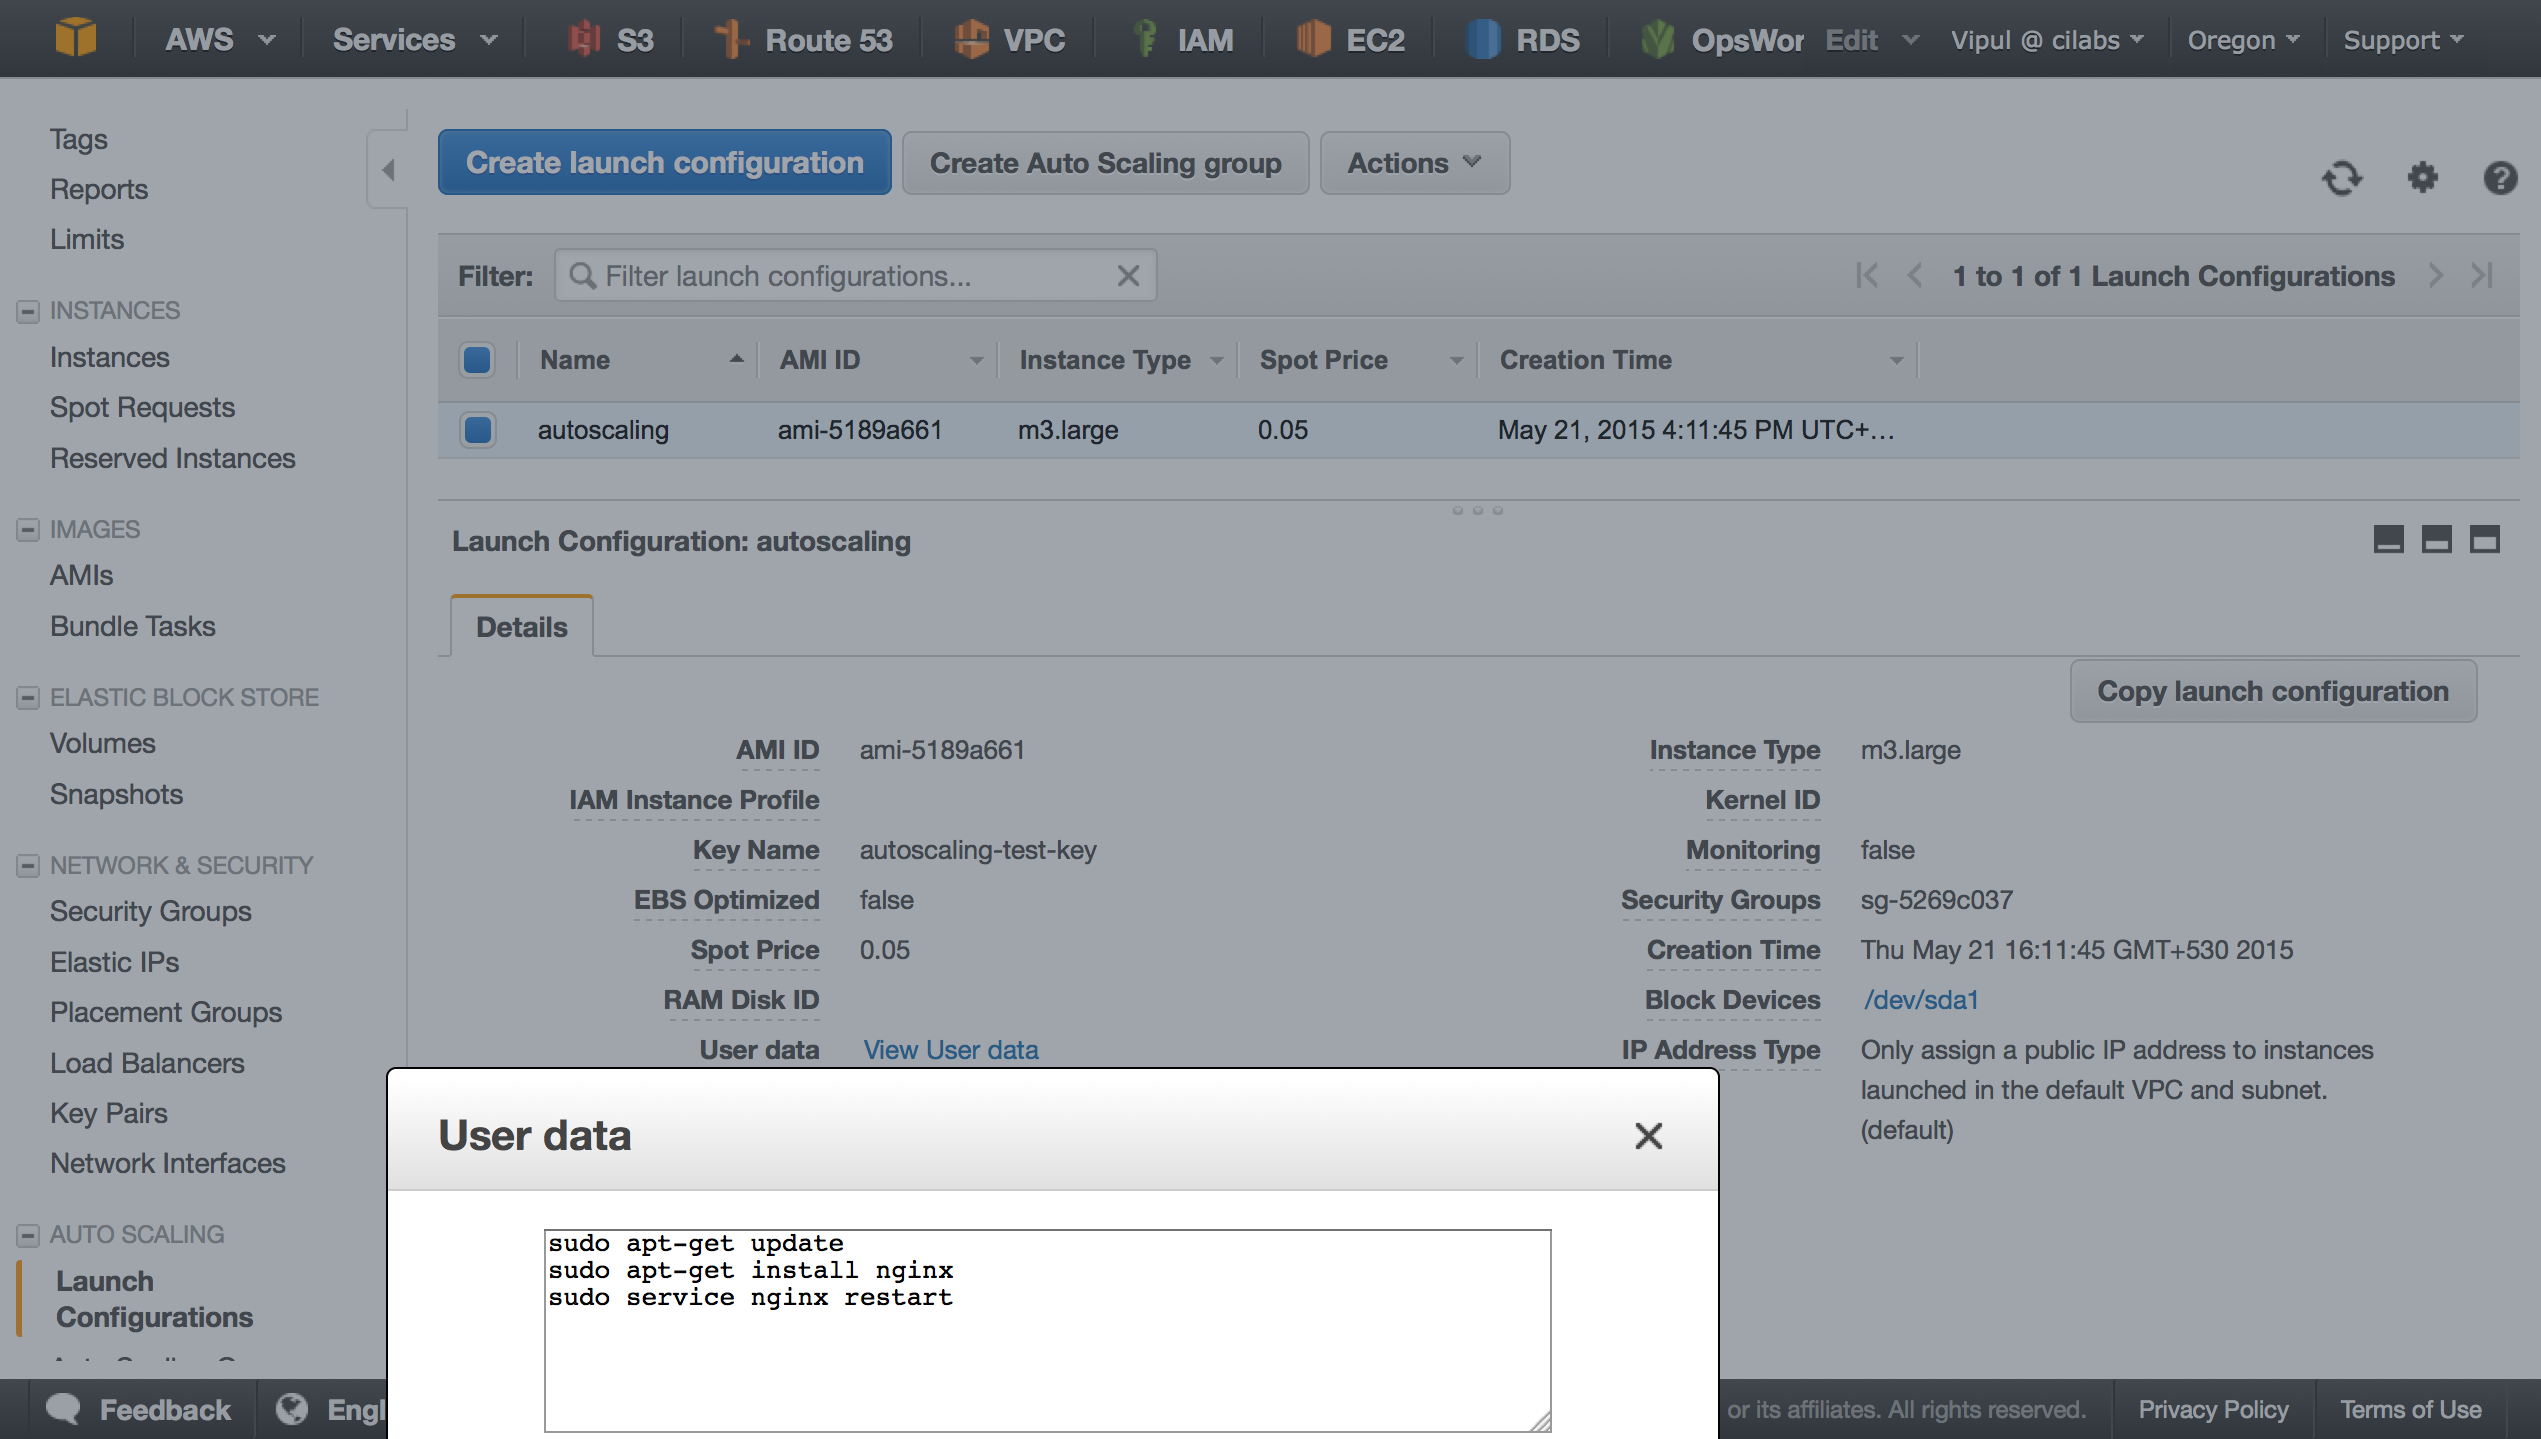 AWS Services S3 Route 53 VPC IAM EC2 RDS OpsWor Edit Vipul @ cilabs Oregon Support
Tags
Reports
Limits
INSTANCES
Instances
Spot Requests
Reserved Instances
IMAGES
AMIs
Bundle Tasks
ELASTIC BLOCK STORE
Volumes
Snapshots
NETWORK & SECURITY
Security Groups
Elastic IPs
Placement Groups
Load Balancers
Key Pairs
Network Interfaces
AUTO SCALING
Launch
Configurations
Create launch configuration Create Auto Scaling group Actions
Filter: Filter launch configurations... 1 to 1 of 1 Launch Configurations
Name AMI ID Instance Type Spot Price Creation Time
autoscaling ami-5189a661 m3.large 0.05 May 21, 2015 4:11:45 PM UTC+...
Launch Configuration: autoscaling
Details
Copy launch configuration
AMI ID ami-5189a661 Instance Type m3.large
IAM Instance Profile Kernel ID
Key Name autoscaling-test-key Monitoring false
EBS Optimized false Security Groups sg-5269c037
Spot Price 0.05 Creation Time Thu May 21 16:11:45 GMT+530 2015
RAM Disk ID Block Devices /dev/sda1
User data View User data IP Address Type Only assign a public IP address to instances
launched in the default VPC and subnet.
(default)
User data
sudo apt-get update
sudo apt-get install nginx
sudo service nginx restart
Feedback Engl or its affiliates. All rights reserved. Privacy Policy Terms of Use